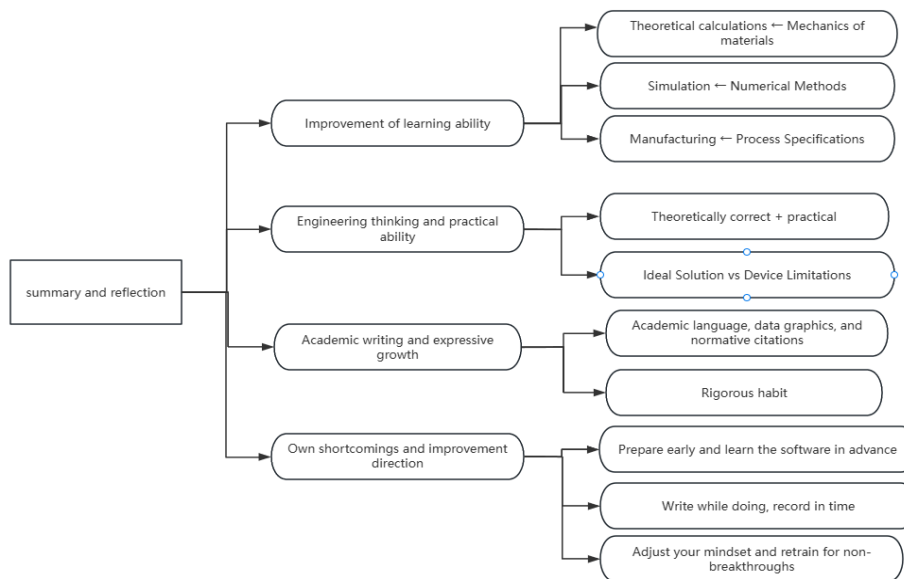 Theoretical calculations ← Mechanics of
materials
Simulation ← Numerical Methods
Improvement of learning ability
Manufacturing ← Process Specifications
Engineering thinking and practical
ability
Theoretically correct + practical
Ideal Solution vs Device Limitations
summary and reflection
Academic writing and expressive
growth
Academic language, data graphics, and
normative citations
Rigorous habit
Own shortcomings and improvement
direction
Prepare early and learn the software in advance
Write while doing, record in time
Adjust your mindset and retrain for non-
breakthroughs